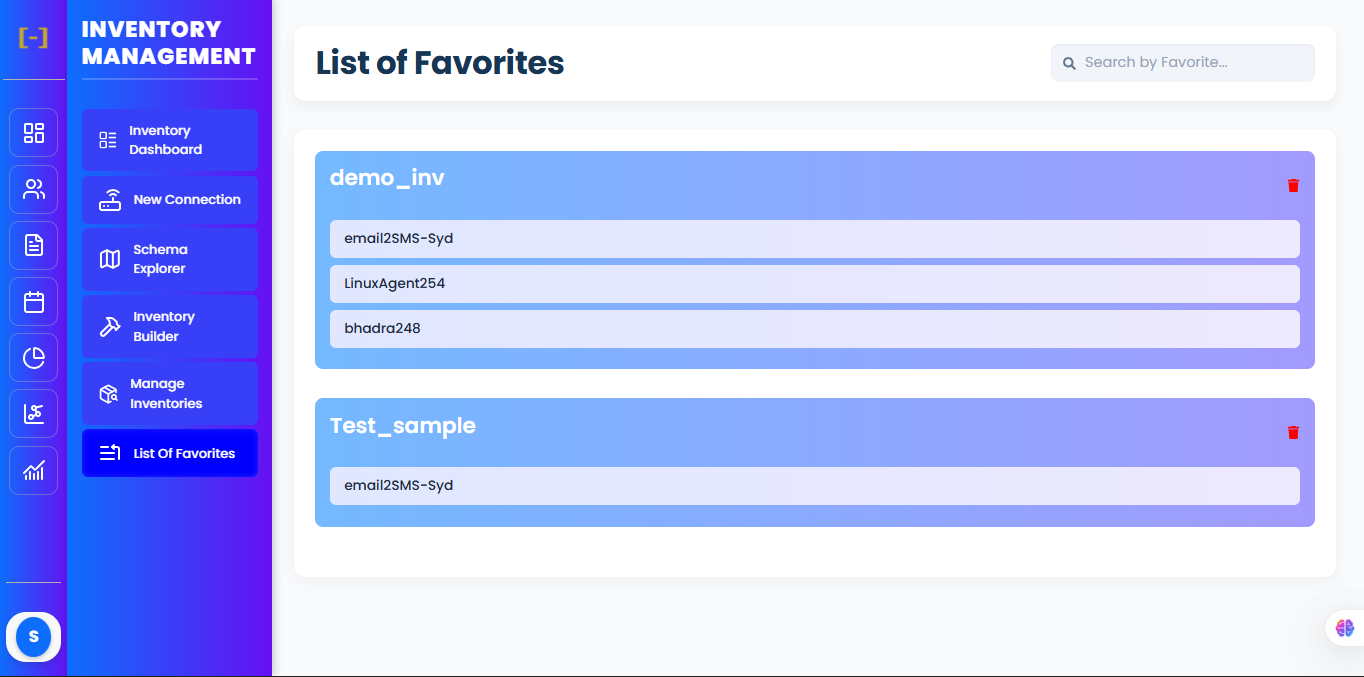 [-]
INVENTORY
MANAGEMENT
Inventory
Dashboard
New Connection
Schema
Explorer
Inventory
Builder
Manage
Inventories
List Of Favorites
S
List of Favorites
Search by Favorite...
demo_inv
email2SMS-Syd
LinuxAgent254
bhadra248
Test_sample
email2SMS-Syd